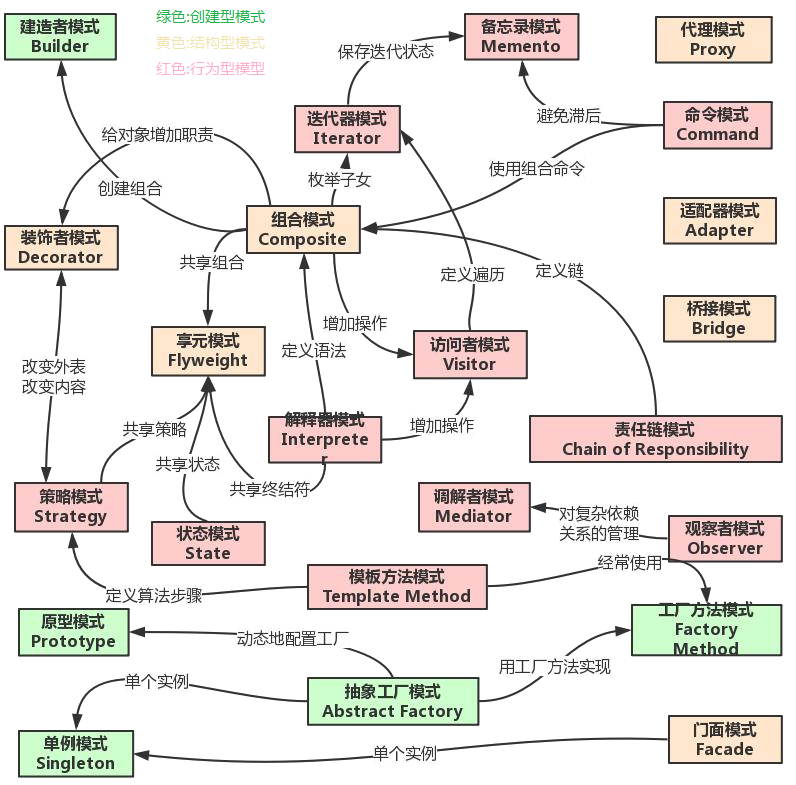 建造者模式
Builder
绿色:创建型模式
黄色:结构型模式
红色:行为型模型
备忘录模式
Memento
代理模式
Proxy
保存迭代状态
迭代器模式
Iterator
避免滞后
命令模式
Command
给对象增加职责
创建组合
枚举子女
使用组合命令
装饰者模式
Decorator
组合模式
Composite
适配器模式
Adapter
共享组合
定义遍历
定义链
享元模式
Flyweight
增加操作
定义语法
访问者模式
Visitor
桥接模式
Bridge
改变外表
改变内容
共享策略
解释器模式
Interprete
r
增加操作
责任链模式
Chain of Responsibility
共享状态
共享终结符
策略模式
Strategy
状态模式
State
调解者模式
Mediator
对复杂依赖
关系的管理
观察者模式
Observer
定义算法步骤
模板方法模式
Template Method
经常使用
原型模式
Prototype
动态地配置工厂
用工厂方法实现
工厂方法模式
Factory
Method
单个实例
抽象工厂模式
Abstract Factory
单例模式
Singleton
单个实例
门面模式
Facade